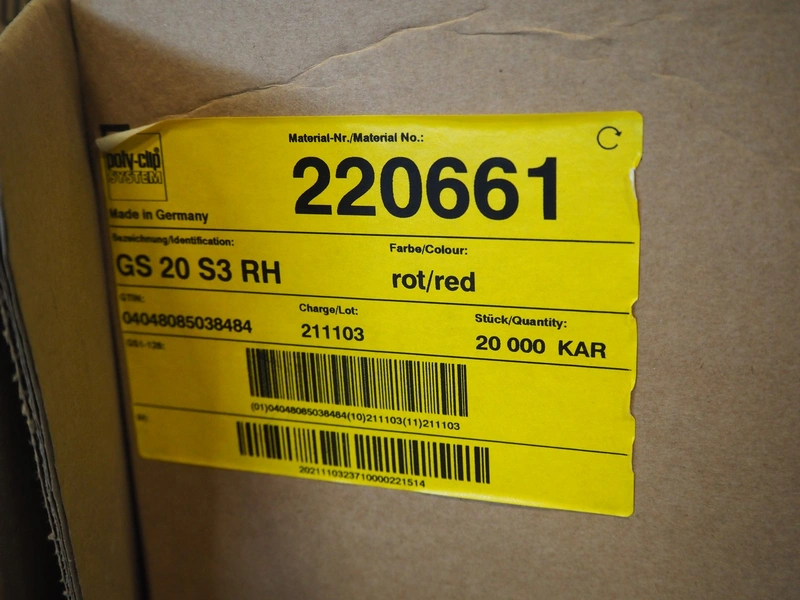 poly-clip
SYSTEM
Material-Nr./Material No.:
220661
Made in Germany
Bezeichnung/Identification:
GS 20 S3 RH
Farbe/Colour:
rot/red
GTIN:
04048085038484
Charge/Lot:
211103
Stück/Quantity:
20 000 KAR
GS1-128:
(01)04048085038484(10)211103(11)211103
2021110323710000221514